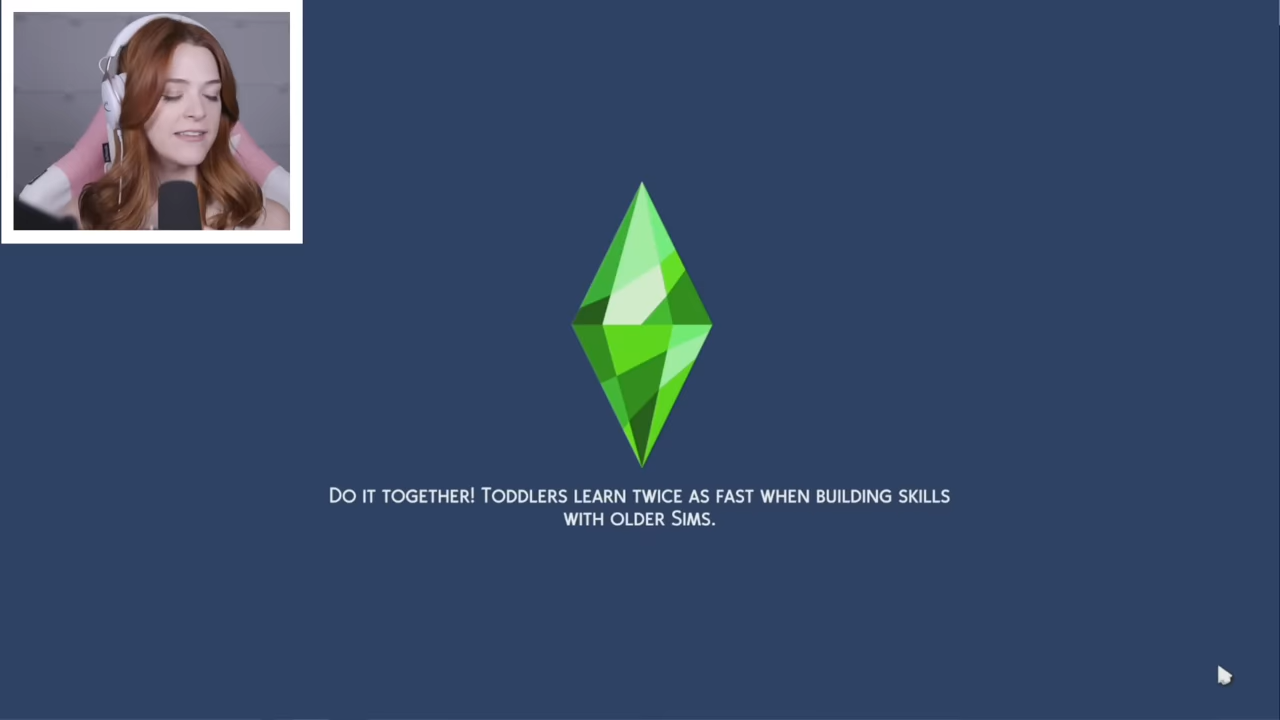 Do it together! Toddlers learn twice as fast when building skills
with older Sims.